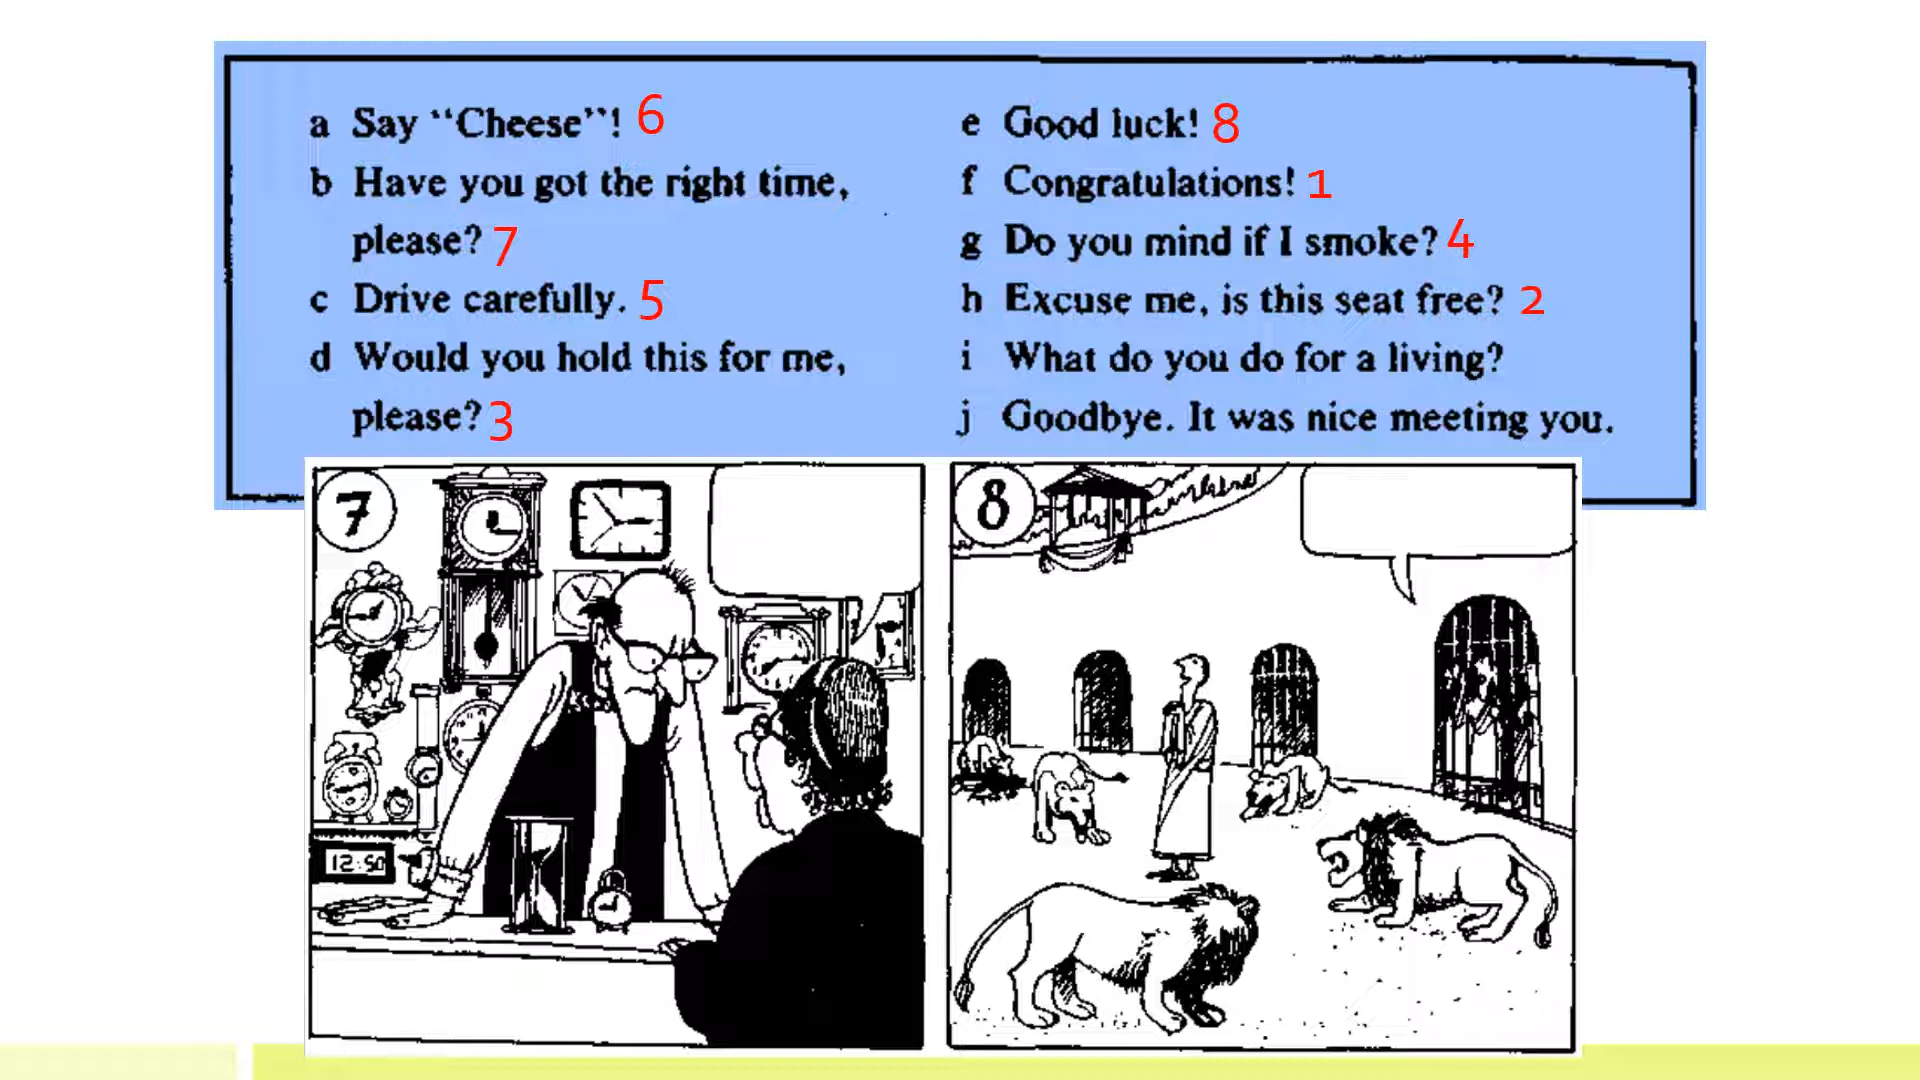 a Say “Cheese”! 6
b Have you got the right time,
please? 7
c Drive carefully. 5
d Would you hold this for me,
please? 3
e Good luck! 8
f Congratulations! 1
g Do you mind if I smoke? 4
h Excuse me, is this seat free? 2
i What do you do for a living?
j Goodbye. It was nice meeting you.
7
12:50
8